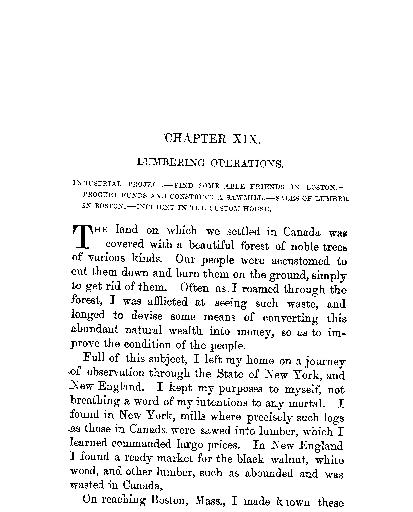 CHAPTER XIX.
LUMBERING OPERATIONS.
INDUSTRIAL PROJECT.—FIND SOME ABLE FRIENDS IN BOSTON.—
PROCURE FUNDS AND CONSTRUCT A SAWMILL.—SALES OF LUMBER
IN BOSTON.—INCIDENT IN THE CUSTOM HOUSE.
THE land on which we settled in Canada was
covered with a beautiful forest of noble trees
of various kinds. Our people were accustomed to
cut them down and burn them on the ground, simply
to get rid of them. Often as I roamed through the
forest, I was afflicted at seeing such waste, and
longed to devise some means of converting this
abundant natural wealth into money, so as to im-
prove the condition of the people.
Full of this subject, I left my home on a journey
of observation through the State of New York, and
New England. I kept my purposes to myself, not
breathing a word of my intentions to any mortal. I
found in New York, mills where precisely such logs
as those in Canada were sawed into lumber, which I
learned commanded large prices. In New England
I found a ready market for the black walnut, white
wood, and other lumber, such as abounded and was
wasted in Canada.
On reaching Boston, Mass., I made known these